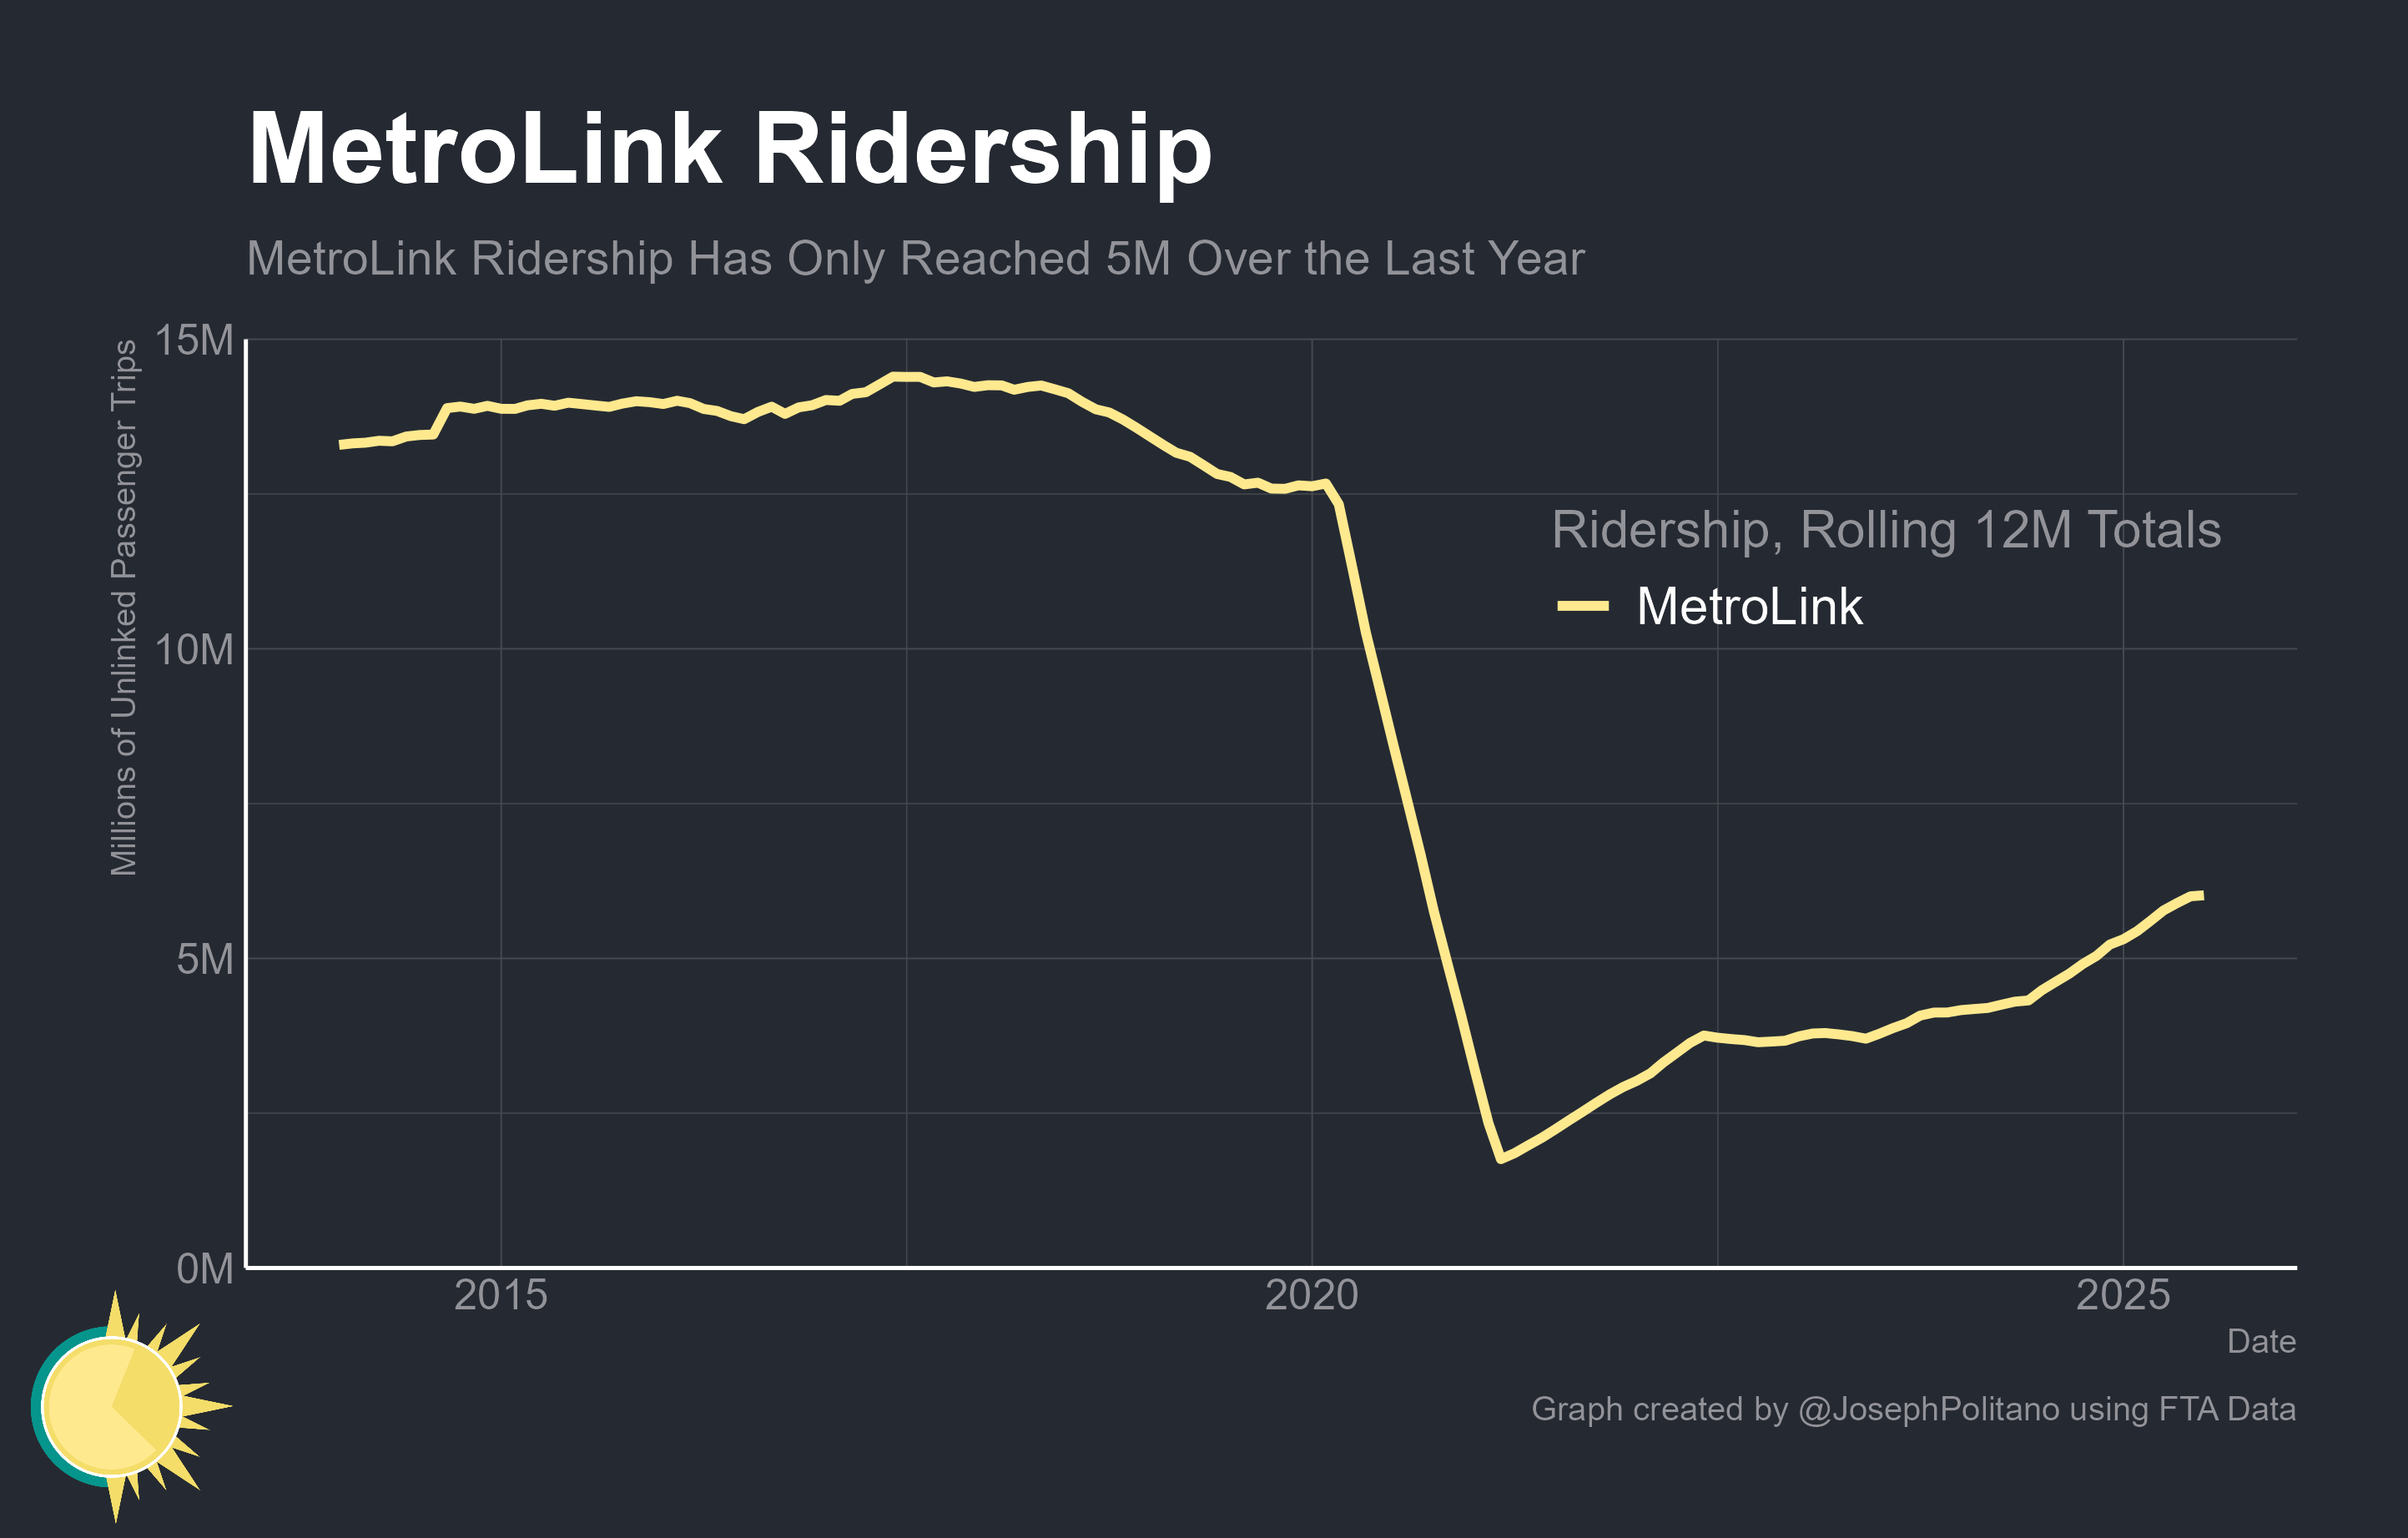 MetroLink Ridership
MetroLink Ridership Has Only Reached 5M Over the Last Year
Millions of Unlinked Passenger Trips
15M
10M
5M
0M
Ridership, Rolling 12M Totals
MetroLink
2015
2020
2025
Date
Graph created by @JosephPolitano using FTA Data